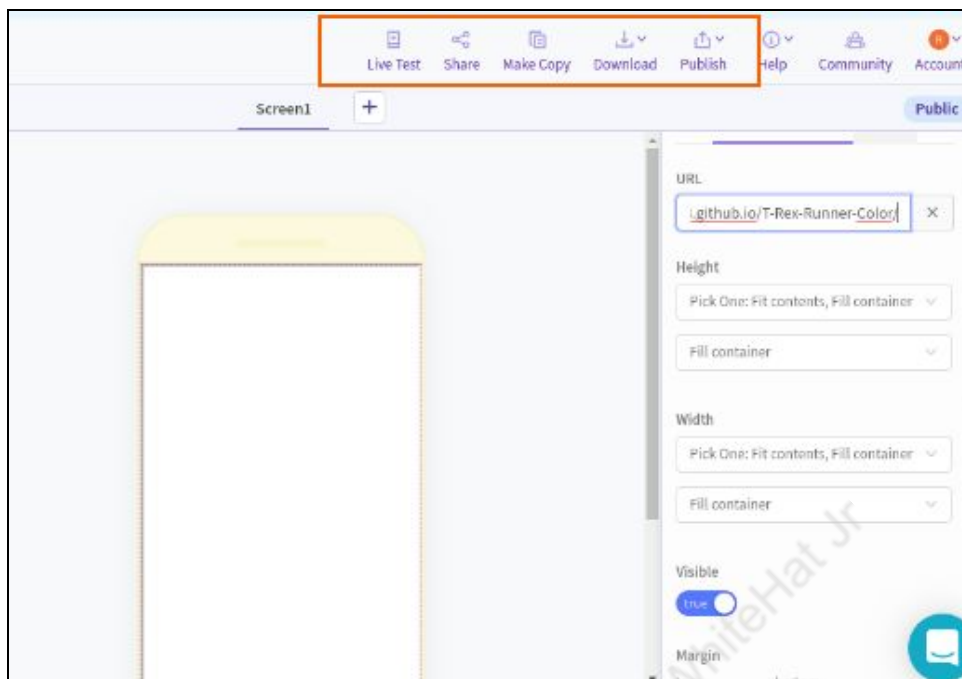 Live Test Share Make Copy Download Publish Help Community Account
Screen1 + Public
URL
.github.io/T-Rex-Runner-Color/
Height
Pick One: Fit contents, Fill container
Fill container
Width
Pick One: Fit contents, Fill container
Fill container
Visible
true
Margin
WhiteHat Jr